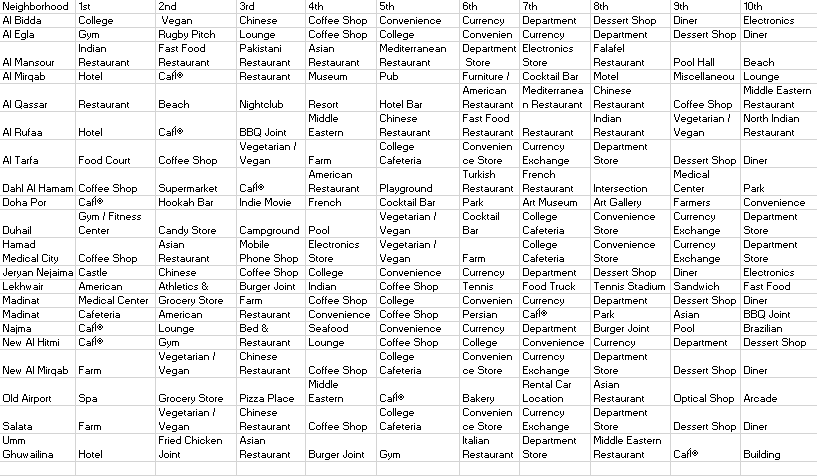 Neighborhood 1st 2nd 3rd 4th 5th 6th 7th 8th 9th 10th
Al Bidda College Vegan Chinese Coffee Shop Convenience Currency Department Dessert Shop Diner Electronics
Al Egla Gym Rugby Pitch Lounge Coffee Shop College Convenien Currency Department Dessert Shop Diner
Indian Fast Food Pakistani Asian Mediterranean Department Electronics Falafel
Al Mansour Restaurant Restaurant Restaurant Restaurant Restaurant Store Store Restaurant Pool Hall Beach
Al Mirqab Hotel CafÃ© Restaurant Museum Pub Furniture / Cocktail Bar Motel Miscellaneou Lounge
American Mediterranea Chinese Middle Eastern
Al Qassar Restaurant Beach Nightclub Resort Hotel Bar Restaurant n Restaurant Restaurant Coffee Shop Restaurant
Middle Chinese Fast Food Indian Vegetarian / North Indian
Al Rufaa Hotel CafÃ© BBQ Joint Eastern Restaurant Restaurant Restaurant Restaurant Vegan Restaurant
Vegetarian / College Convenien Currency Department
Al Tarfa Food Court Coffee Shop Vegan Farm Cafeteria ce Store Exchange Store Dessert Shop Diner
American Turkish French Medical
Dahl Al Hamam Coffee Shop Supermarket CafÃ© Restaurant Playground Restaurant Restaurant Intersection Center Park
Doha Por CafÃ© Hookah Bar Indie Movie French Cocktail Bar Park Art Museum Art Gallery Farmers Convenience
Gym / Fitness Vegetarian / Cocktail College Convenience Currency Department
Duhail Center Candy Store Campground Pool Vegan Bar Cafeteria Store Exchange Store
Hamad Asian Mobile Electronics Vegetarian / College Convenience Currency Department
Medical City Coffee Shop Restaurant Phone Shop Store Vegan Farm Cafeteria Store Exchange Store
Jeryan Nejaima Castle Chinese Coffee Shop College Convenience Currency Department Dessert Shop Diner Electronics
Lekhwair American Athletics & Burger Joint Indian Coffee Shop Tennis Food Truck Tennis Stadium Sandwich Fast Food
Madinat Medical Center Grocery Store Farm Coffee Shop College Convenien Currency Department Dessert Shop Diner
Madinat Cafeteria American Restaurant Convenience Coffee Shop Persian CafÃ© Park Asian BBQ Joint
Najma CafÃ© Lounge Bed & Seafood Convenience Currency Department Burger Joint Pool Brazilian
New Al Hitmi CafÃ© Gym Restaurant Lounge Coffee Shop College Convenience Currency Department Dessert Shop
Vegetarian / Chinese College Convenien Currency Department
New Al Mirqab Farm Vegan Restaurant Coffee Shop Cafeteria ce Store Exchange Store Dessert Shop Diner
Middle Rental Car Asian
Old Airport Spa Grocery Store Pizza Place Eastern CafÃ© Bakery Location Restaurant Optical Shop Arcade
Vegetarian / Chinese College Convenien Currency Department
Salata Farm Vegan Restaurant Coffee Shop Cafeteria ce Store Exchange Store Dessert Shop Diner
Umm Fried Chicken Asian Italian Department Middle Eastern
Ghuwailina Hotel Joint Restaurant Burger Joint Gym Restaurant Store Restaurant CafÃ© Building